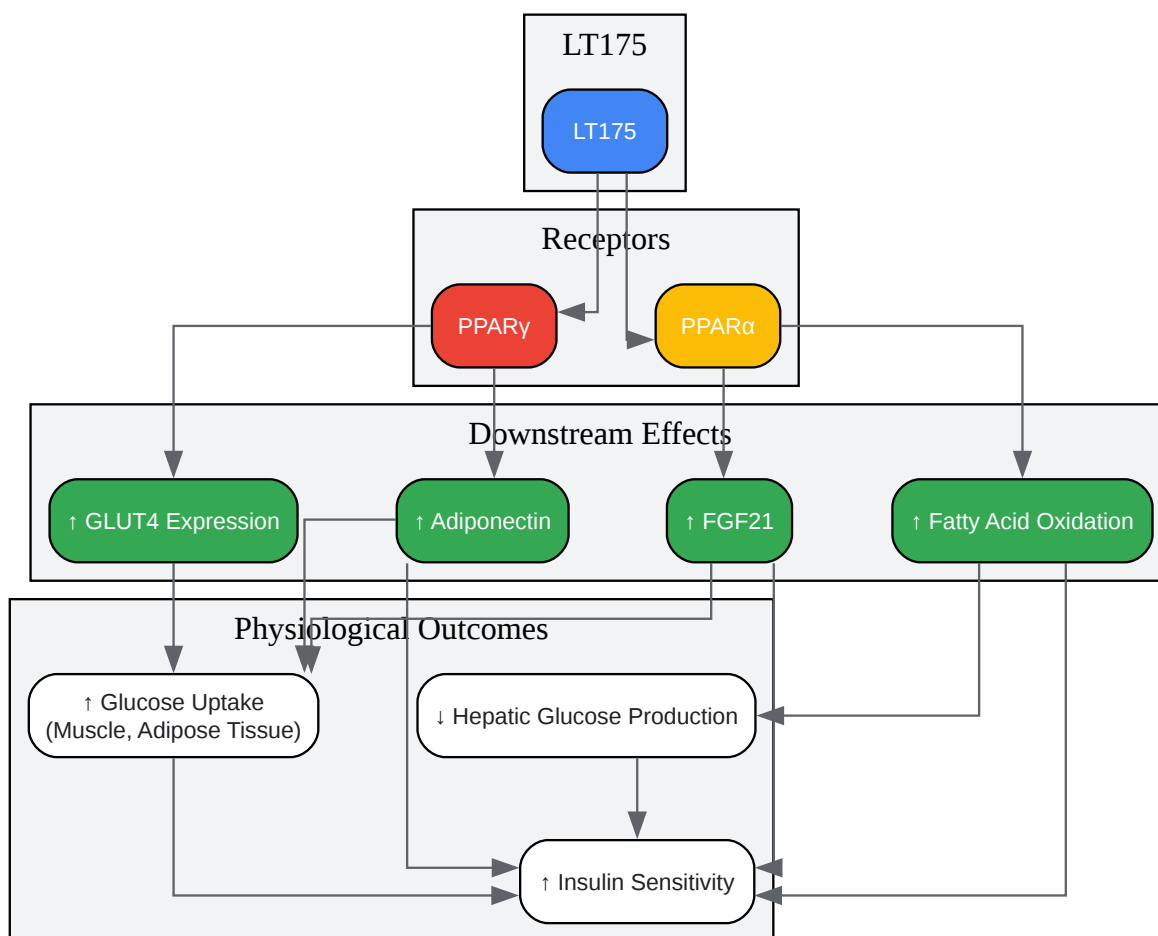 LT175
LT175
Receptors
PPARγ
PPARα
Downstream Effects
↑ GLUT4 Expression
↑ Adiponectin
↑ FGF21
↑ Fatty Acid Oxidation
Physiological Outcomes
↑ Glucose Uptake
(Muscle, Adipose Tissue)
↓ Hepatic Glucose Production
↑ Insulin Sensitivity